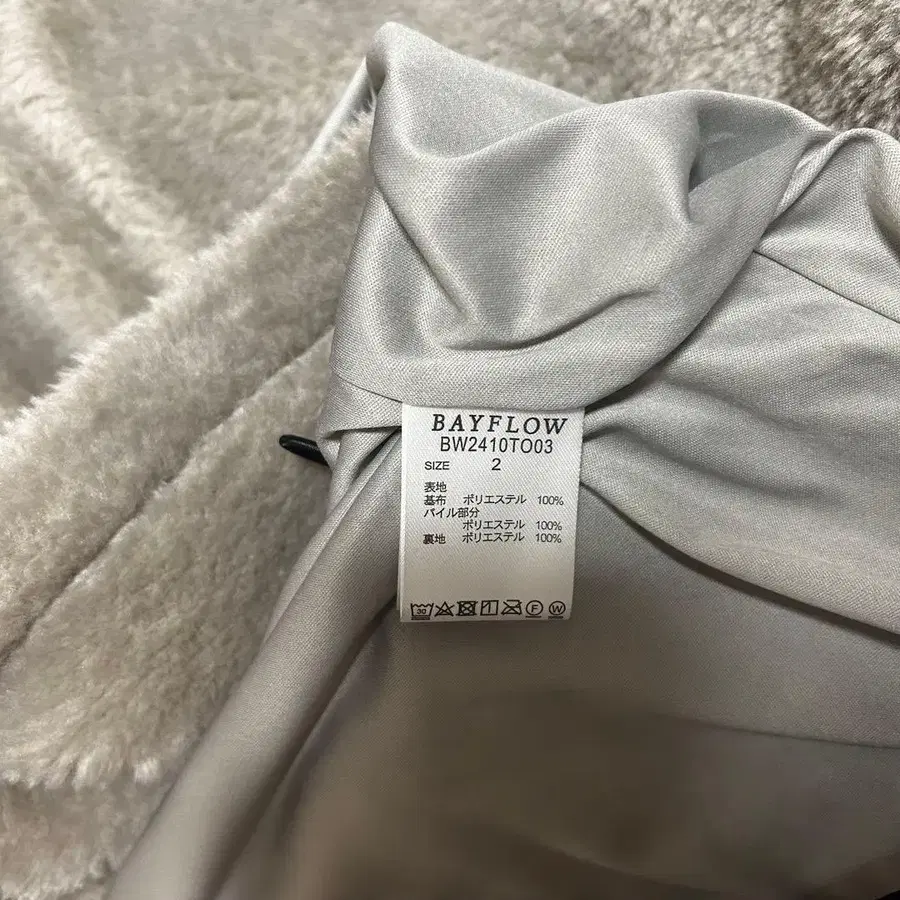 BAYFLOW
BW2410TO03
SIZE 2
表地
基布 ポリエステル 100%
パイル部分
ポリエステル 100%
裏地 ポリエステル 100%
30 F W